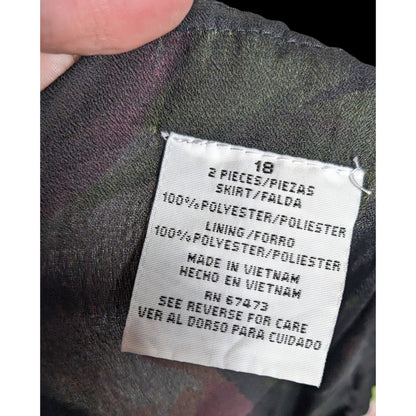 18
2 PIECES/PIEZAS
SKIRT/FALDA
100% POLYESTER/POLIESTER
LINING/FORRO
100% POLYESTER/POLIESTER
MADE IN VIETNAM
HECHO EN VIETNAM
RN 67473
SEE REVERSE FOR CARE
VER AL DORSO PARA CUIDADO